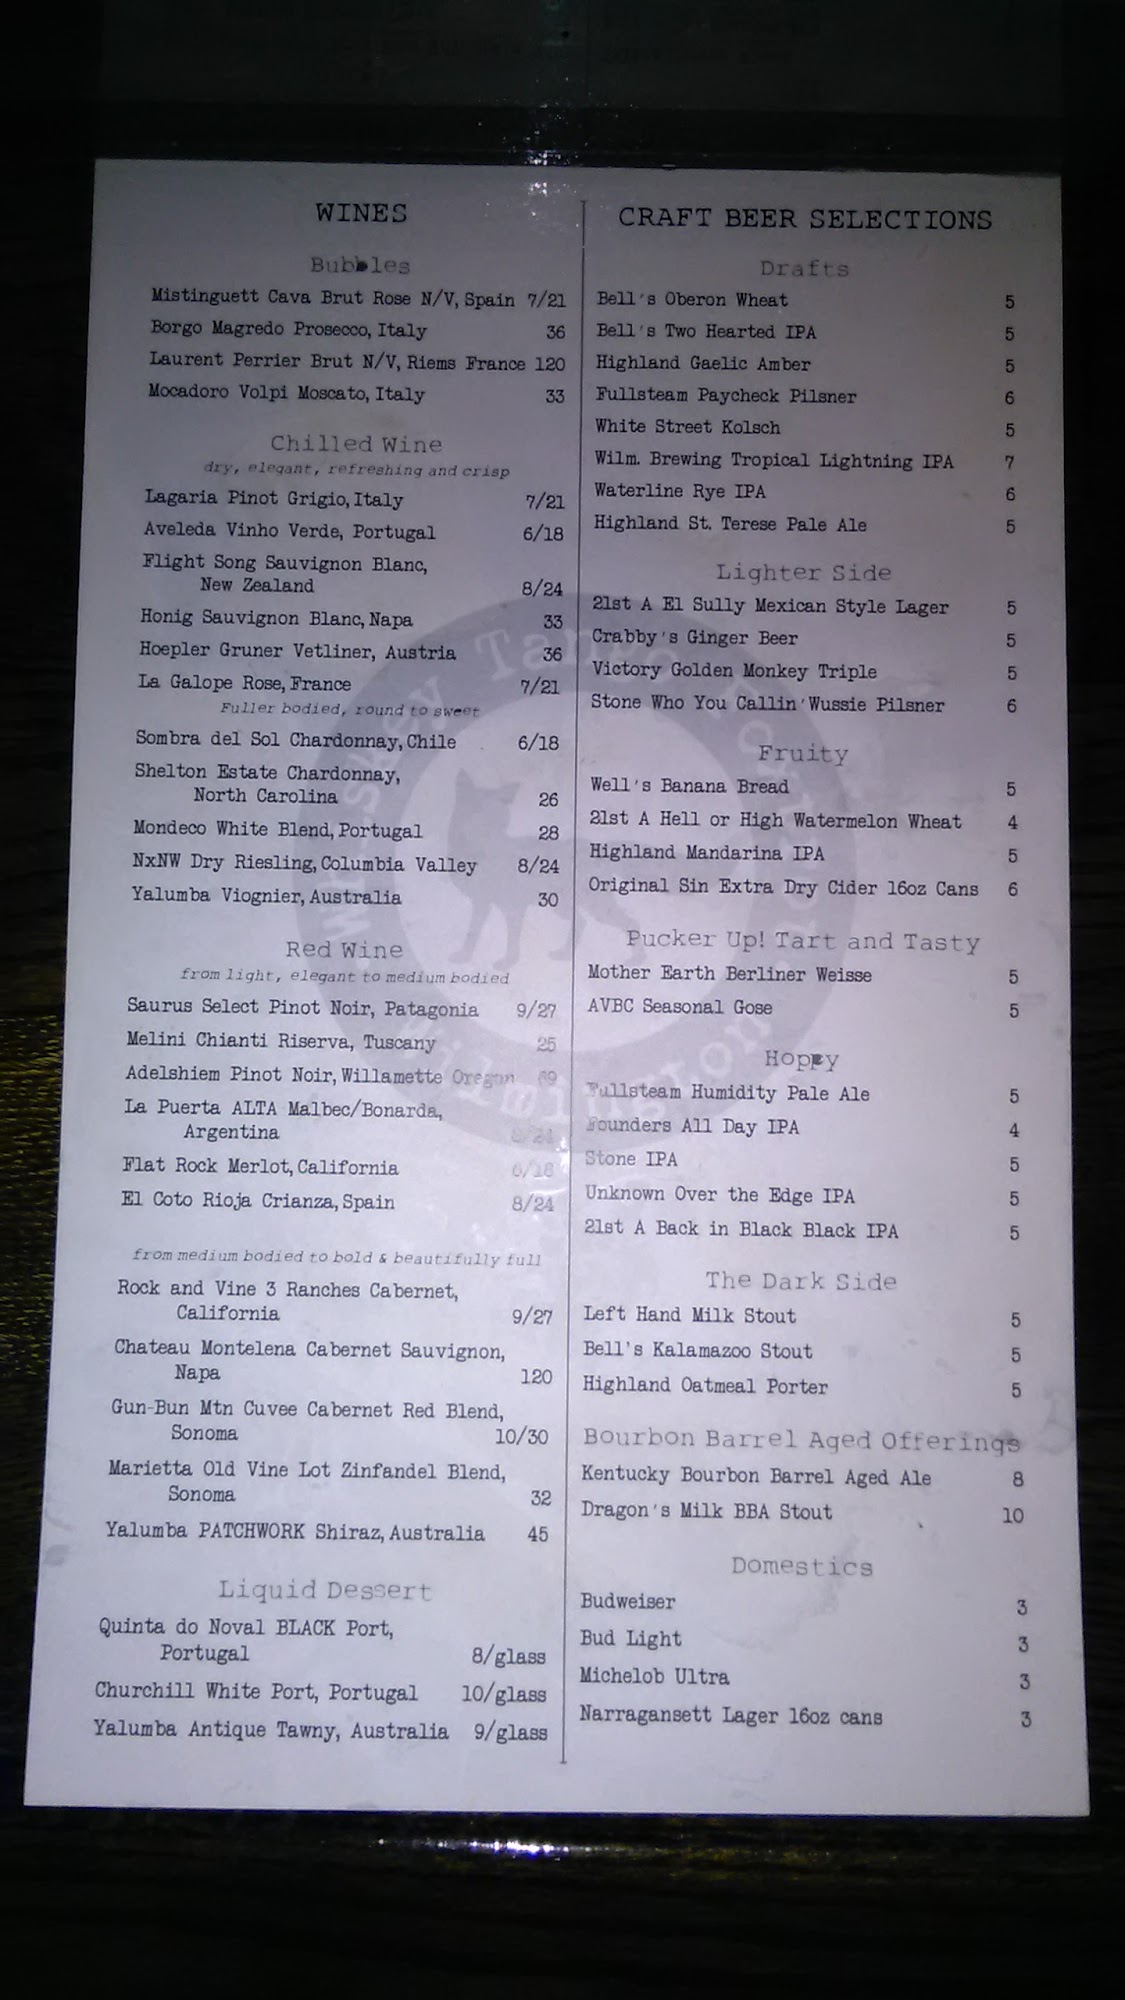 WINES
Bubbles
Mistinguett Cava Brut Rose N/V, Spain 7/21
Borgo Magredo Prosecco, Italy 36
Laurent Perrier Brut N/V, Riems France 120
Mocadoro Volpi Moscato, Italy 33
Chilled Wine
dry, elegant, refreshing and crisp
Lagaria Pinot Grigio, Italy 7/21
Aveleda Vinho Verde, Portugal 6/18
Flight Song Sauvignon Blanc,
New Zealand 8/24
Honig Sauvignon Blanc, Napa 33
Hoepler Gruner Vetliner, Austria 36
La Galope Rose, France 7/21
Fuller bodied, round to sweet
Sombra del Sol Chardonnay, Chile 6/18
Shelton Estate Chardonnay,
North Carolina 26
Mondeco White Blend, Portugal 28
NxNW Dry Riesling, Columbia Valley 8/24
Yalumba Viognier, Australia 30
Red Wine
from light, elegant to medium bodied
Saurus Select Pinot Noir, Patagonia 9/27
Melini Chianti Riserva, Tuscany 25
Adelshiem Pinot Noir, Willamette Oregon
La Puerta ALTA Malbec/Bonarda,
Argentina
Flat Rock Merlot, California 6/18
El Coto Rioja Crianza, Spain 8/24
from medium bodied to bold & beautifully full
Rock and Vine 3 Ranches Cabernet,
California 9/27
Chateau Montelena Cabernet Sauvignon,
Napa 120
Gun-Bun Mtn Cuvee Cabernet Red Blend,
Sonoma 10/30
Marietta Old Vine Lot Zinfandel Blend,
Sonoma 32
Yalumba PATCHWORK Shiraz, Australia 45
Liquid Dessert
Quinta do Noval BLACK Port,
Portugal 8/glass
Churchill White Port, Portugal 10/glass
Yalumba Antique Tawny, Australia 9/glass
CRAFT BEER SELECTIONS
Drafts
Bell's Oberon Wheat 5
Bell's Two Hearted IPA 5
Highland Gaelic Amber 5
Fullsteam Paycheck Pilsner 6
White Street Kolsch 5
Wilm. Brewing Tropical Lightning IPA 7
Waterline Rye IPA 6
Highland St. Terese Pale Ale 5
Lighter Side
21st A El Sully Mexican Style Lager 5
Crabby's Ginger Beer 5
Victory Golden Monkey Triple 5
Stone Who You Callin' Wussie Pilsner 6
Fruity
Well's Banana Bread 5
21st A Hell or High Watermelon Wheat 4
Highland Mandarina IPA 5
Original Sin Extra Dry Cider 16oz Cans 6
Pucker Up! Tart and Tasty
Mother Earth Berliner Weisse 5
AVBC Seasonal Gose 5
Hoppy
Fullsteam Humidity Pale Ale 5
Founders All Day IPA 4
Stone IPA 5
Unknown Over the Edge IPA 5
21st A Back in Black Black IPA 5
The Dark Side
Left Hand Milk Stout 5
Bell's Kalamazoo Stout 5
Highland Oatmeal Porter 5
Bourbon Barrel Aged Offerings
Kentucky Bourbon Barrel Aged Ale 8
Dragon's Milk BBA Stout 10
Domestics
Budweiser 3
Bud Light 3
Michelob Ultra 3
Narragansett Lager 16oz cans 3